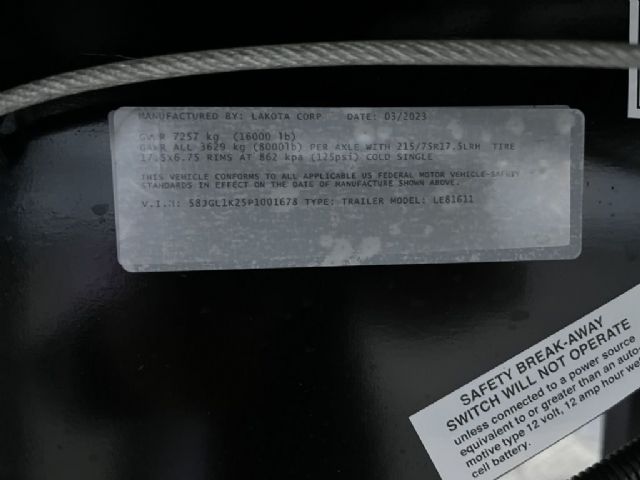 MANUFACTURED BY: LAKOTA CORP DATE: 03/2023
GVWR 7257 kg (16000 lb)
GAWR ALL 3629 kg (8000lb) PER AXLE WITH 215/75R17.5LRH TIRE
17.5x6.75 RIMS AT 862 kpa (125psi) COLD SINGLE
THIS VEHICLE CONFORMS TO ALL APPLICABLE US FEDERAL MOTOR VEHICLE-SAFETY
STANDARDS IN EFFECT ON THE DATE OF MANUFACTURE SHOWN ABOVE.
V.I.N: 58JGL1K25P1001678 TYPE: TRAILER MODEL: LE81611
SAFETY BREAK-AWAY
SWITCH WILL NOT OPERATE
unless connected to a power source
equivalent to or greater than an auto-
motive type 12 volt, 12 amp hour wet
cell battery.